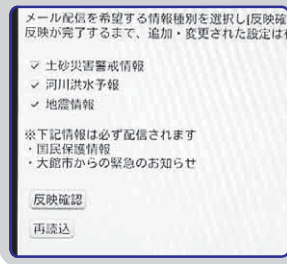 メール配信を希望する情報種別を選択し[反映確
反映が完了するまで、追加・変更された設定は
✓ 土砂災害警戒情報
✓ 河川洪水予報
✓ 地震情報
※下記情報は必ず配信されます
・国民保護情報
・大館市からの緊急のお知らせ
反映確認
再読込